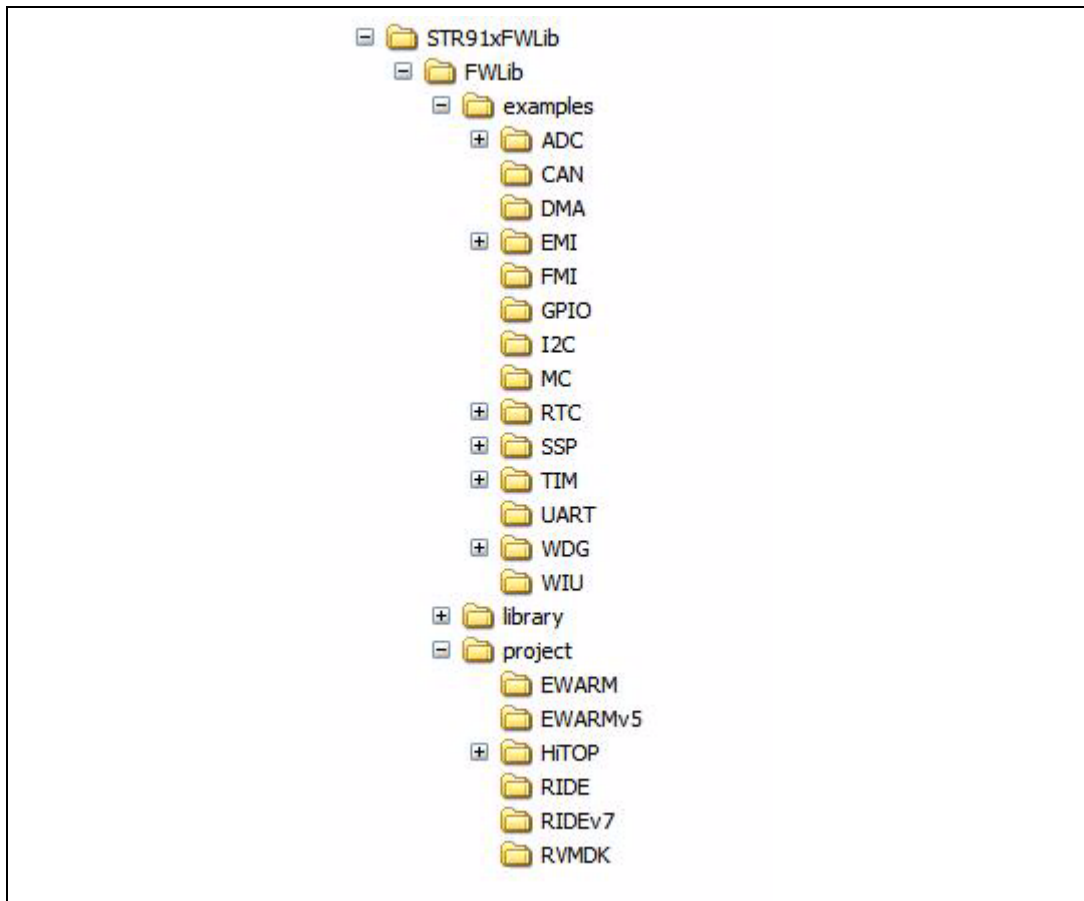 STR91xFWLib
FWLib
examples
ADC
CAN
DMA
EMI
FMI
GPIO
I2C
MC
RTC
SSP
TIM
UART
WDG
WIU
library
project
EWARM
EWARMv5
HiTOP
RIDE
RIDEv7
RVMDK